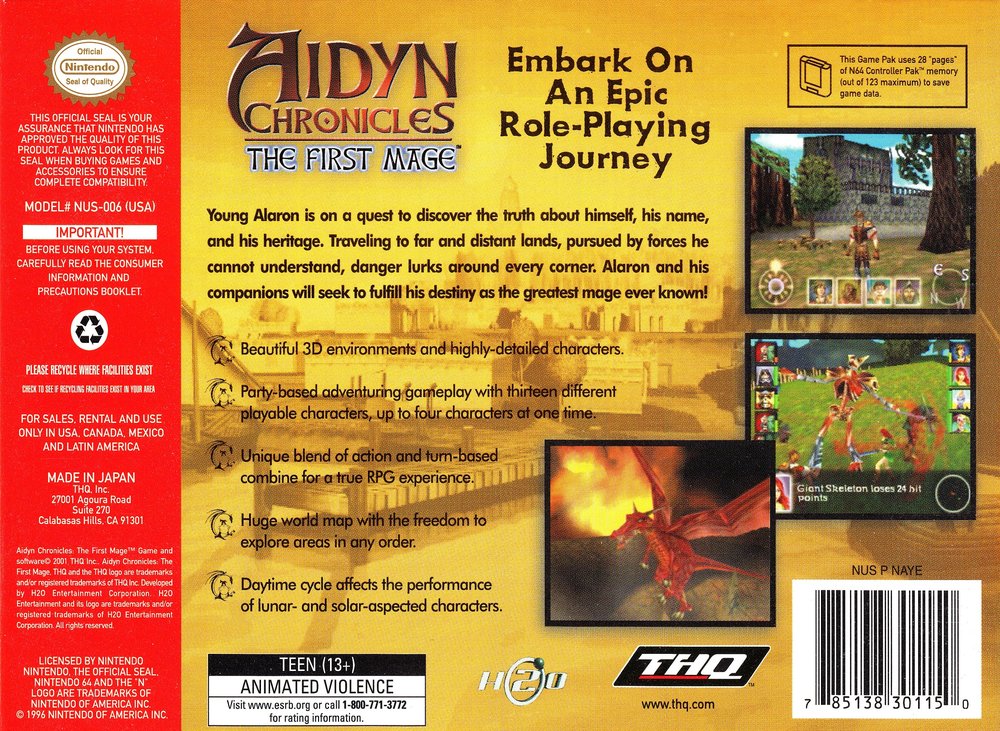 Official
Nintendo
Seal of Quality
THIS OFFICIAL SEAL IS YOUR
ASSURANCE THAT NINTENDO HAS
APPROVED THE QUALITY OF THIS
PRODUCT. ALWAYS LOOK FOR THIS
SEAL WHEN BUYING GAMES AND
ACCESSORIES TO ENSURE
COMPLETE COMPATIBILITY.
MODEL# NUS-006 (USA)
IMPORTANT!
BEFORE USING YOUR SYSTEM,
CAREFULLY READ THE CONSUMER
INFORMATION AND
PRECAUTIONS BOOKLET.
PLEASE RECYCLE WHERE FACILITIES EXIST
CHECK TO SEE IF RECYCLING FACILITIES EXIST IN YOUR AREA
FOR SALES, RENTAL AND USE
ONLY IN USA, CANADA, MEXICO
AND LATIN AMERICA
MADE IN JAPAN
THQ, Inc.
27001 Agoura Road
Suite 270
Calabasas Hills, CA 91301
Aidyn Chronicles: The First Mage™ Game and
software© 2001 THQ Inc.. Aidyn Chronicles: The
First Mage, THQ and the THQ logo are trademarks
and/or registered trademarks of THQ Inc. Developed
by H2O Entertainment Corporation. H2O
Entertainment and its logo are trademarks and/or
registered trademarks of H2O Entertainment
Corporation. All rights reserved.
LICENSED BY NINTENDO
NINTENDO, THE OFFICIAL SEAL,
NINTENDO 64 AND THE "N"
LOGO ARE TRADEMARKS OF
NINTENDO OF AMERICA INC.
© 1996 NINTENDO OF AMERICA INC.
AIDYN
CHRONICLES
THE FIRST MAGE™
Embark On
An Epic
Role-Playing
Journey
This Game Pak uses 28 "pages"
of N64 Controller Pak™ memory
(out of 123 maximum) to save
game data.
Young Alaron is on a quest to discover the truth about himself, his name,
and his heritage. Traveling to far and distant lands, pursued by forces he
cannot understand, danger lurks around every corner. Alaron and his
companions will seek to fulfill his destiny as the greatest mage ever known!
Beautiful 3D environments and highly-detailed characters.
Party-based adventuring gameplay with thirteen different
playable characters, up to four characters at one time.
Unique blend of action and turn-based
combine for a true RPG experience.
Huge world map with the freedom to
explore areas in any order.
Daytime cycle affects the performance
of lunar- and solar-aspected characters.
E
S
N
W
Giant Skeleton loses 24 hit
points
TEEN (13+)
ANIMATED VIOLENCE
Visit www.esrb.org or call 1-800-771-3772
for rating information.
H2O
THQ™
www.thq.com
NUS P NAYE
7 85138 30115 0